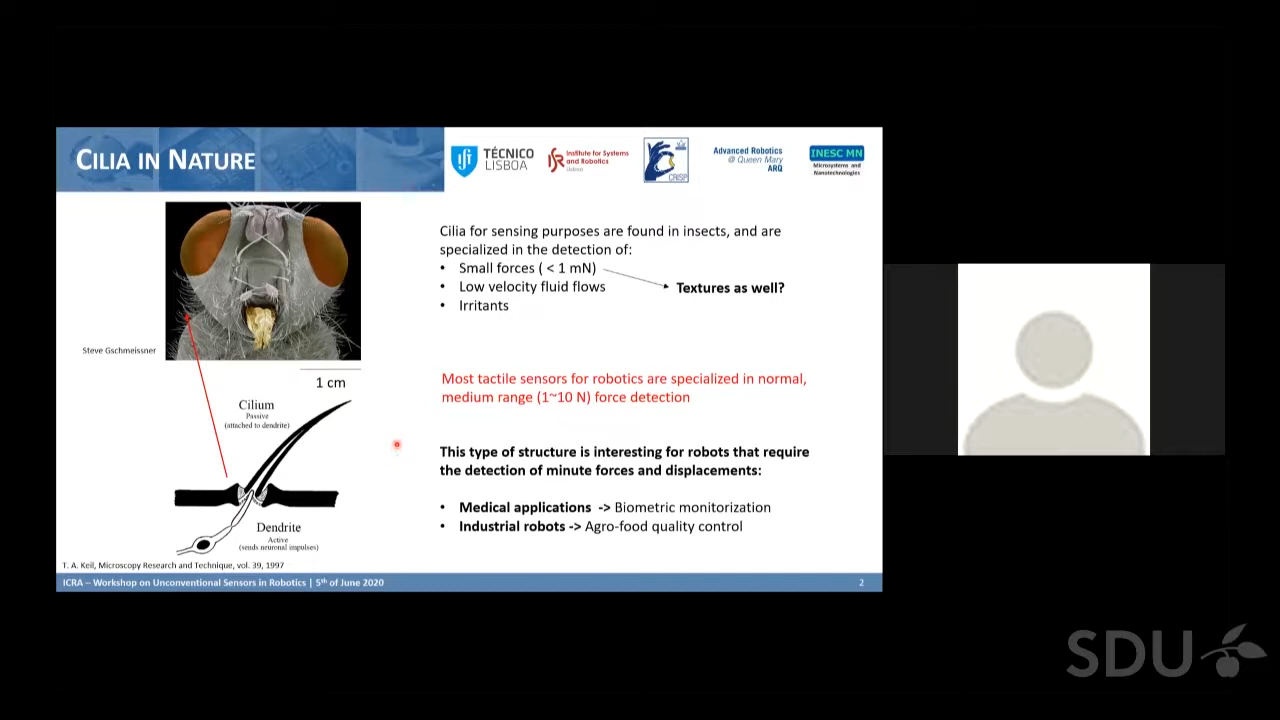 CILIA IN NATURE
TÉCNICO
LISBOA
Institute for Systems
and Robotics
Lisboa
CRISP
Advanced Robotics
@ Queen Mary
ARQ
INESC MN
Microsystems and
Nanotechnologies
Steve Gschmeissner
1 cm
Cilium
Passive
(attached to dendrite)
Dendrite
Active
(sends neuronal impulses)
T. A. Keil, Microscopy Research and Technique, vol. 39, 1997
Cilia for sensing purposes are found in insects, and are
specialized in the detection of:
• Small forces ( < 1 mN)
• Low velocity fluid flows
• Irritants
Textures as well?
Most tactile sensors for robotics are specialized in normal,
medium range (1~10 N) force detection
This type of structure is interesting for robots that require
the detection of minute forces and displacements:
• Medical applications -> Biometric monitorization
• Industrial robots -> Agro-food quality control
ICRA – Workshop on Unconventional Sensors in Robotics | 5th of June 2020
2
SDU